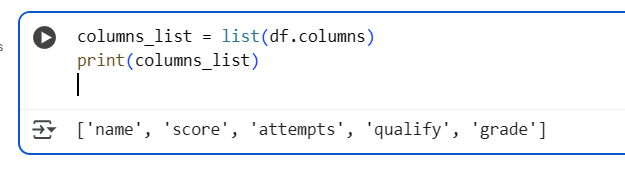 columns_list = list(df.columns)
print(columns_list)
['name', 'score', 'attempts', 'qualify', 'grade']